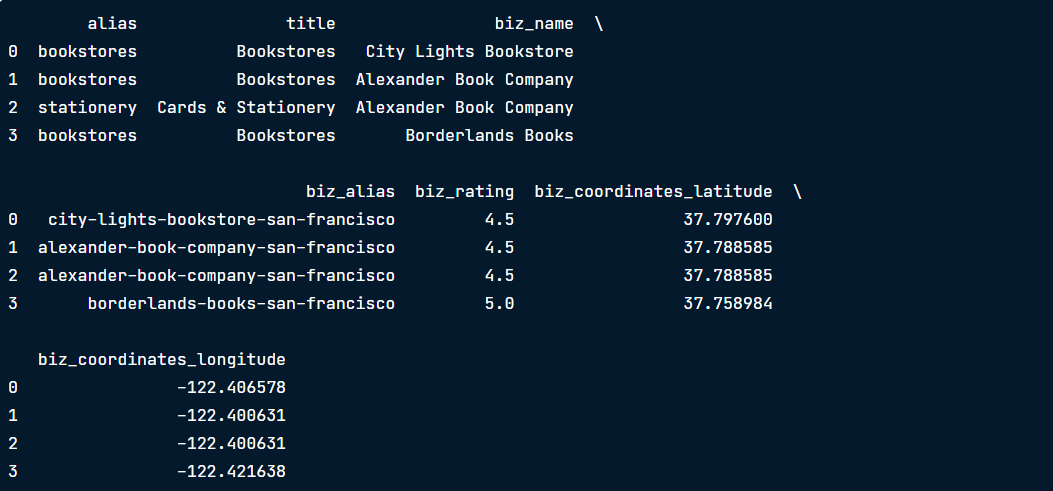 alias                title                biz_name  \
0  bookstores           Bookstores   City Lights Bookstore
1  bookstores           Bookstores  Alexander Book Company
2  stationery  Cards & Stationery  Alexander Book Company
3  bookstores           Bookstores       Borderlands Books
                              biz_alias  biz_rating  biz_coordinates_latitude  \
0    city-lights-bookstore-san-francisco         4.5                 37.797600
1   alexander-book-company-san-francisco         4.5                 37.788585
2   alexander-book-company-san-francisco         4.5                 37.788585
3        borderlands-books-san-francisco         5.0                 37.758984
   biz_coordinates_longitude
0                -122.406578
1                -122.400631
2                -122.400631
3                -122.421638